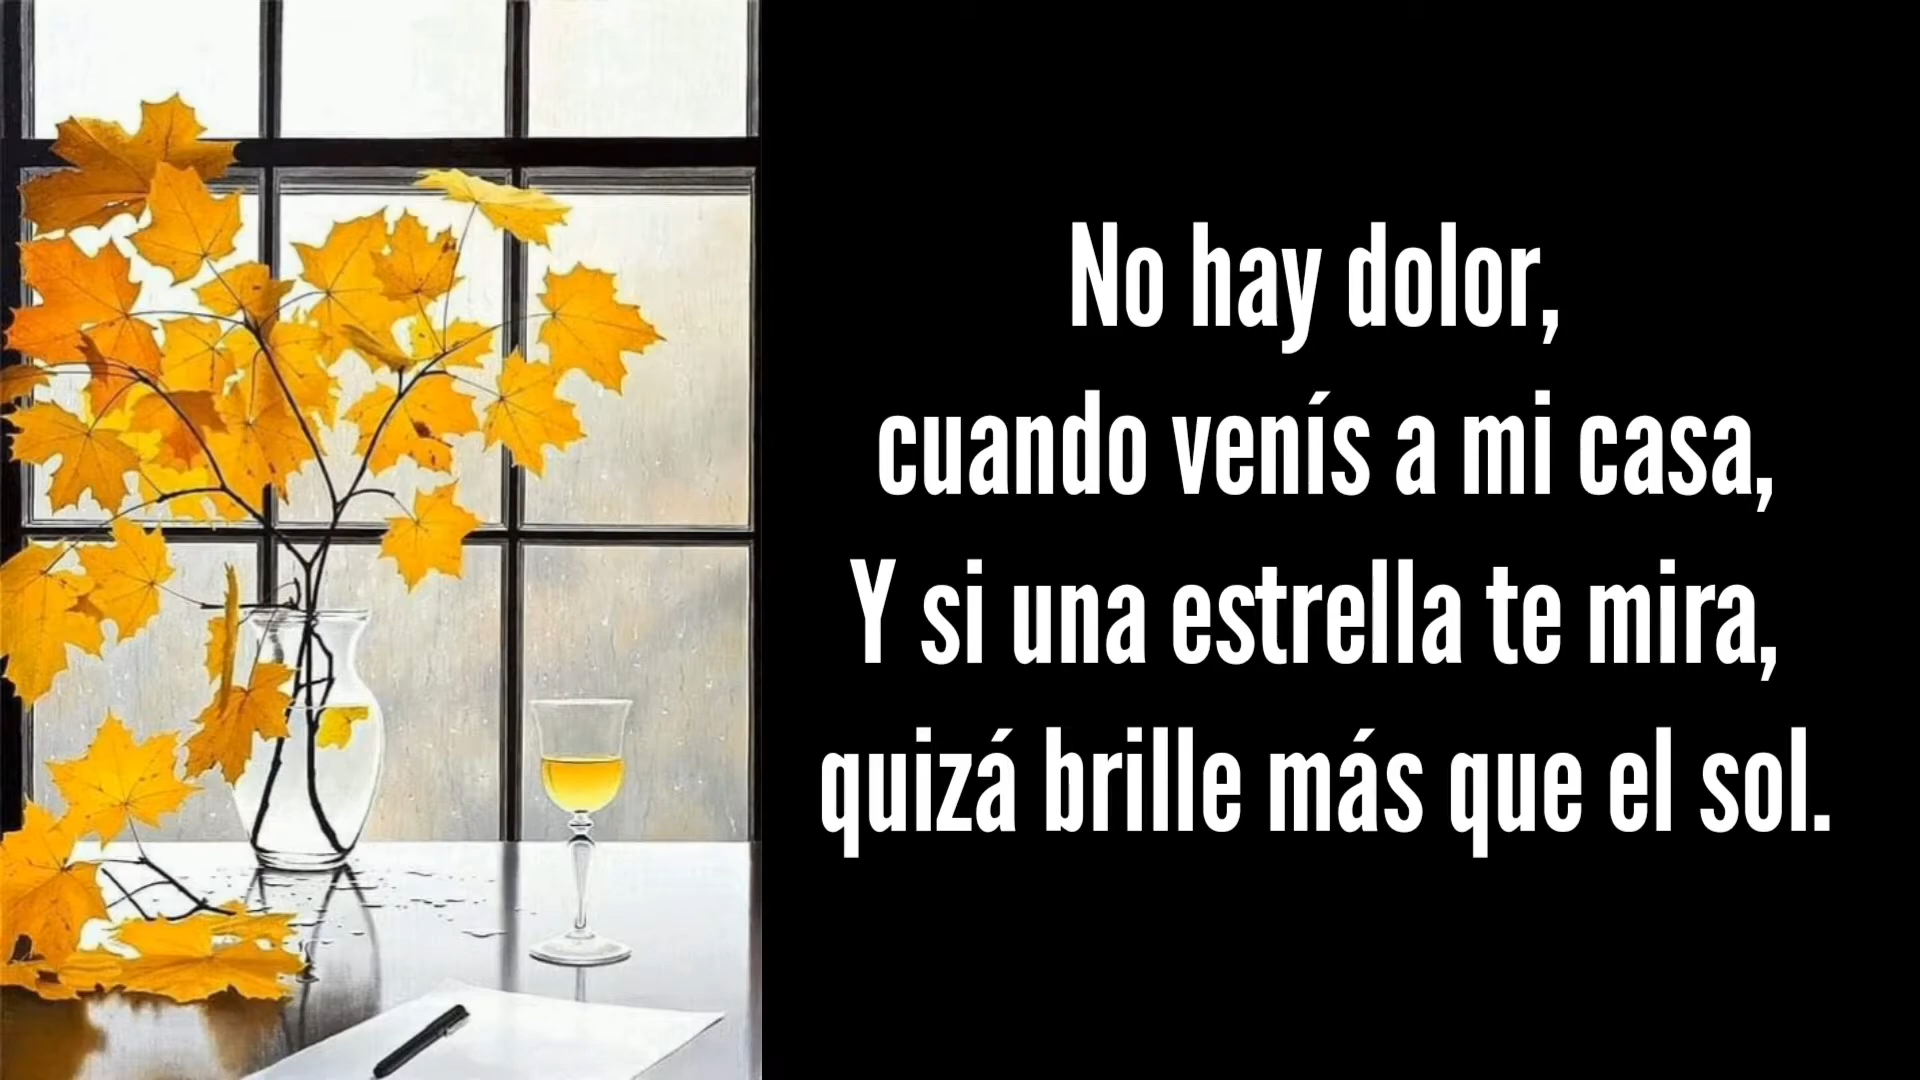 No hay dolor,
cuando venís a mi casa,
Y si una estrella te mira,
quizá brille más que el sol.